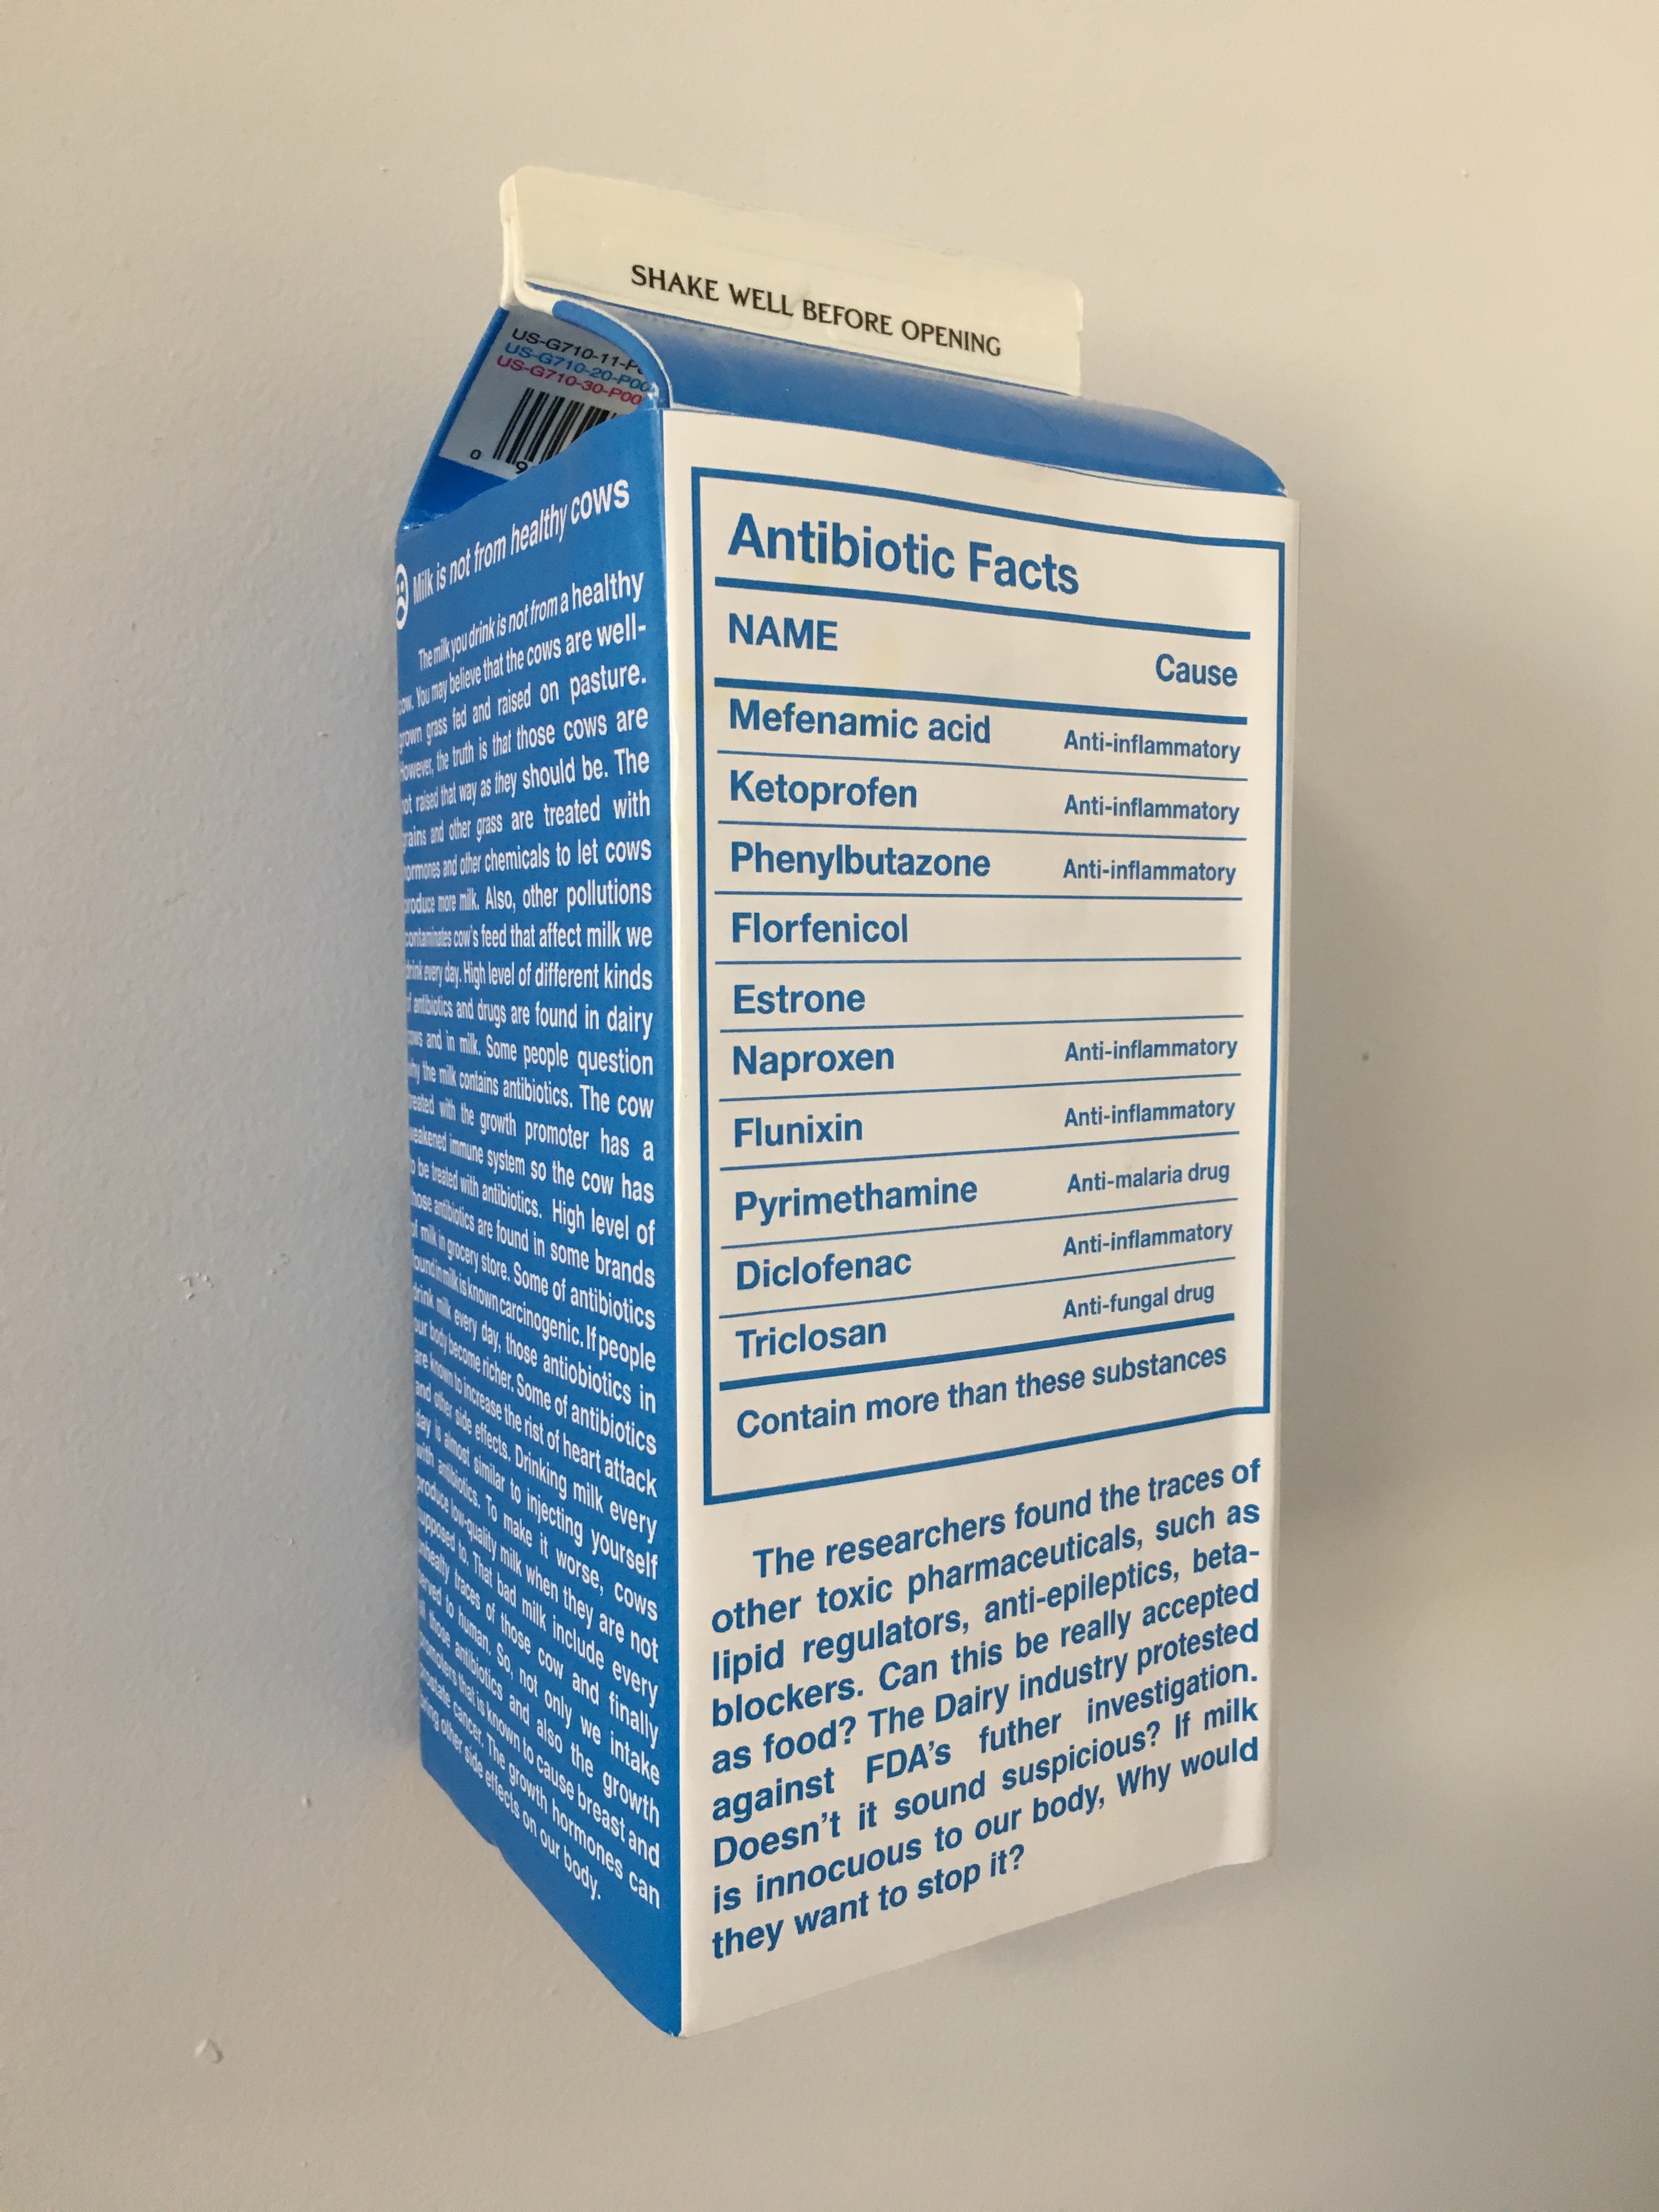 SHAKE WELL BEFORE OPENING
US-G710-11-P
US-G710-20-P00
US-G710-30-P00
0 9
Milk is not from healthy cows
The milk you drink is not from a healthy
cow. You may believe that the cows are well-
grown grass fed and raised on pasture.
However, the truth is that those cows are
not raised that way as they should be. The
grains and other grass are treated with
hormones and other chemicals to let cows
produce more milk. Also, other pollutions
contaminates cow's feed that affect milk we
drink every day. High level of different kinds
of antibiotics and drugs are found in dairy
cows and in milk. Some people question
why the milk contains antibiotics. The cow
treated with the growth promoter has a
weakened immune system so the cow has
to be treated with antibiotics. High level of
those antibiotics are found in some brands
of milk in grocery store. Some of antibiotics
found in milk is known carcinogenic. If people
drink milk every day, those antiobiotics in
our body become richer. Some of antibiotics
are known to increase the rist of heart attack
and other side effects. Drinking milk every
day is almost similar to injecting yourself
with antibiotics. To make it worse, cows
produce low-quality milk when they are not
supposed to. That bad milk include every
unhealty traces of those cow and finally
served to human. So, not only we intake
all those antibiotics and also the growth
promoters that is known to cause breast and
prostate cancer. The growth hormones can
bring other side effects on our body.
Antibiotic Facts
NAME Cause
Mefenamic acid Anti-inflammatory
Ketoprofen Anti-inflammatory
Phenylbutazone Anti-inflammatory
Florfenicol
Estrone
Naproxen Anti-inflammatory
Flunixin Anti-inflammatory
Pyrimethamine Anti-malaria drug
Diclofenac Anti-inflammatory
Triclosan Anti-fungal drug
Contain more than these substances
The researchers found the traces of
other toxic pharmaceuticals, such as
lipid regulators, anti-epileptics, beta-
blockers. Can this be really accepted
as food? The Dairy industry protested
against FDA's futher investigation.
Doesn't it sound suspicious? If milk
is innocuous to our body, Why would
they want to stop it?